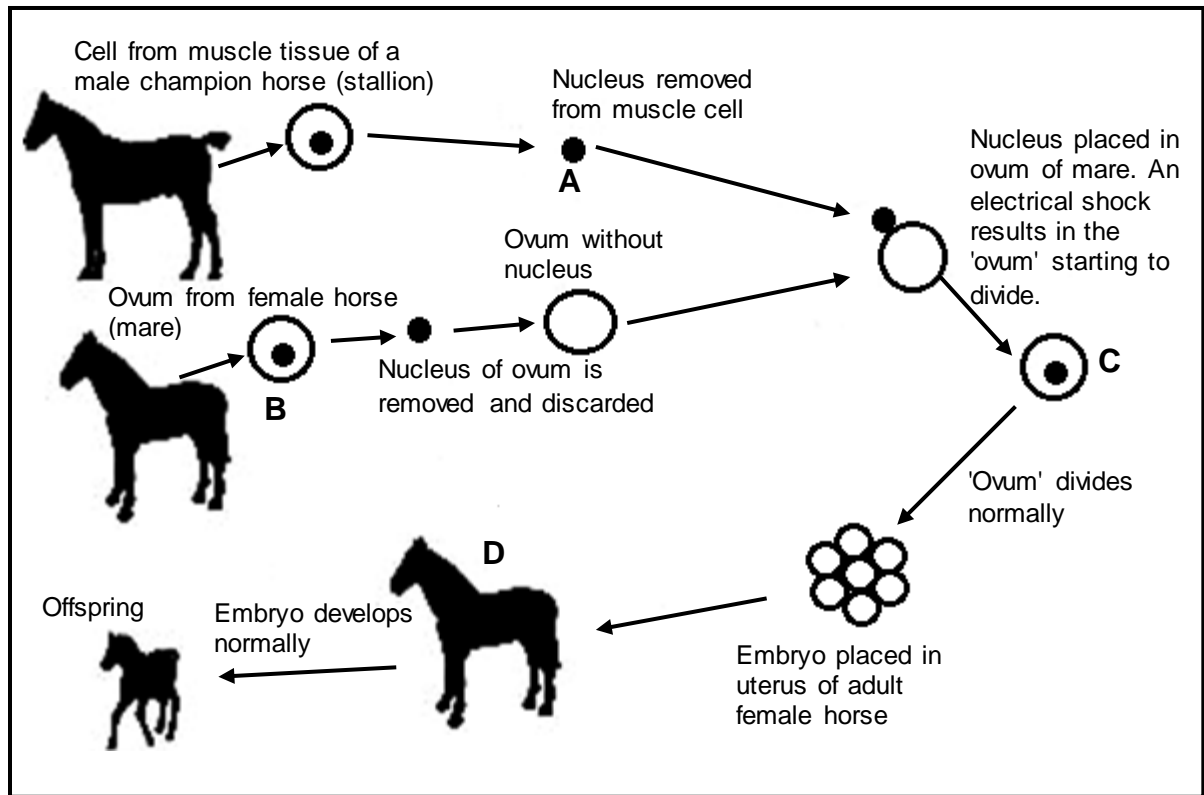 Cell from muscle tissue of a
male champion horse (stallion)
Nucleus removed
from muscle cell
A
Nucleus placed in
ovum of mare. An
electrical shock
results in the
'ovum' starting to
divide.
Ovum from female horse
(mare)
B
Nucleus of ovum is
removed and discarded
Ovum without
nucleus
C
'Ovum' divides
normally
Embryo placed in
uterus of adult
female horse
D
Embryo develops
normally
Offspring